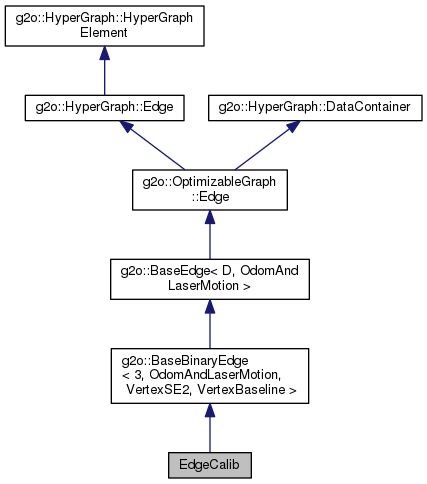 g2o::HyperGraph::HyperGraph
Element
g2o::HyperGraph::Edge
g2o::HyperGraph::DataContainer
g2o::OptimizableGraph
::Edge
g2o::BaseEdge< D, OdomAnd
LaserMotion >
g2o::BaseBinaryEdge
< 3, OdomAndLaserMotion,
VertexSE2, VertexBaseline >
EdgeCalib